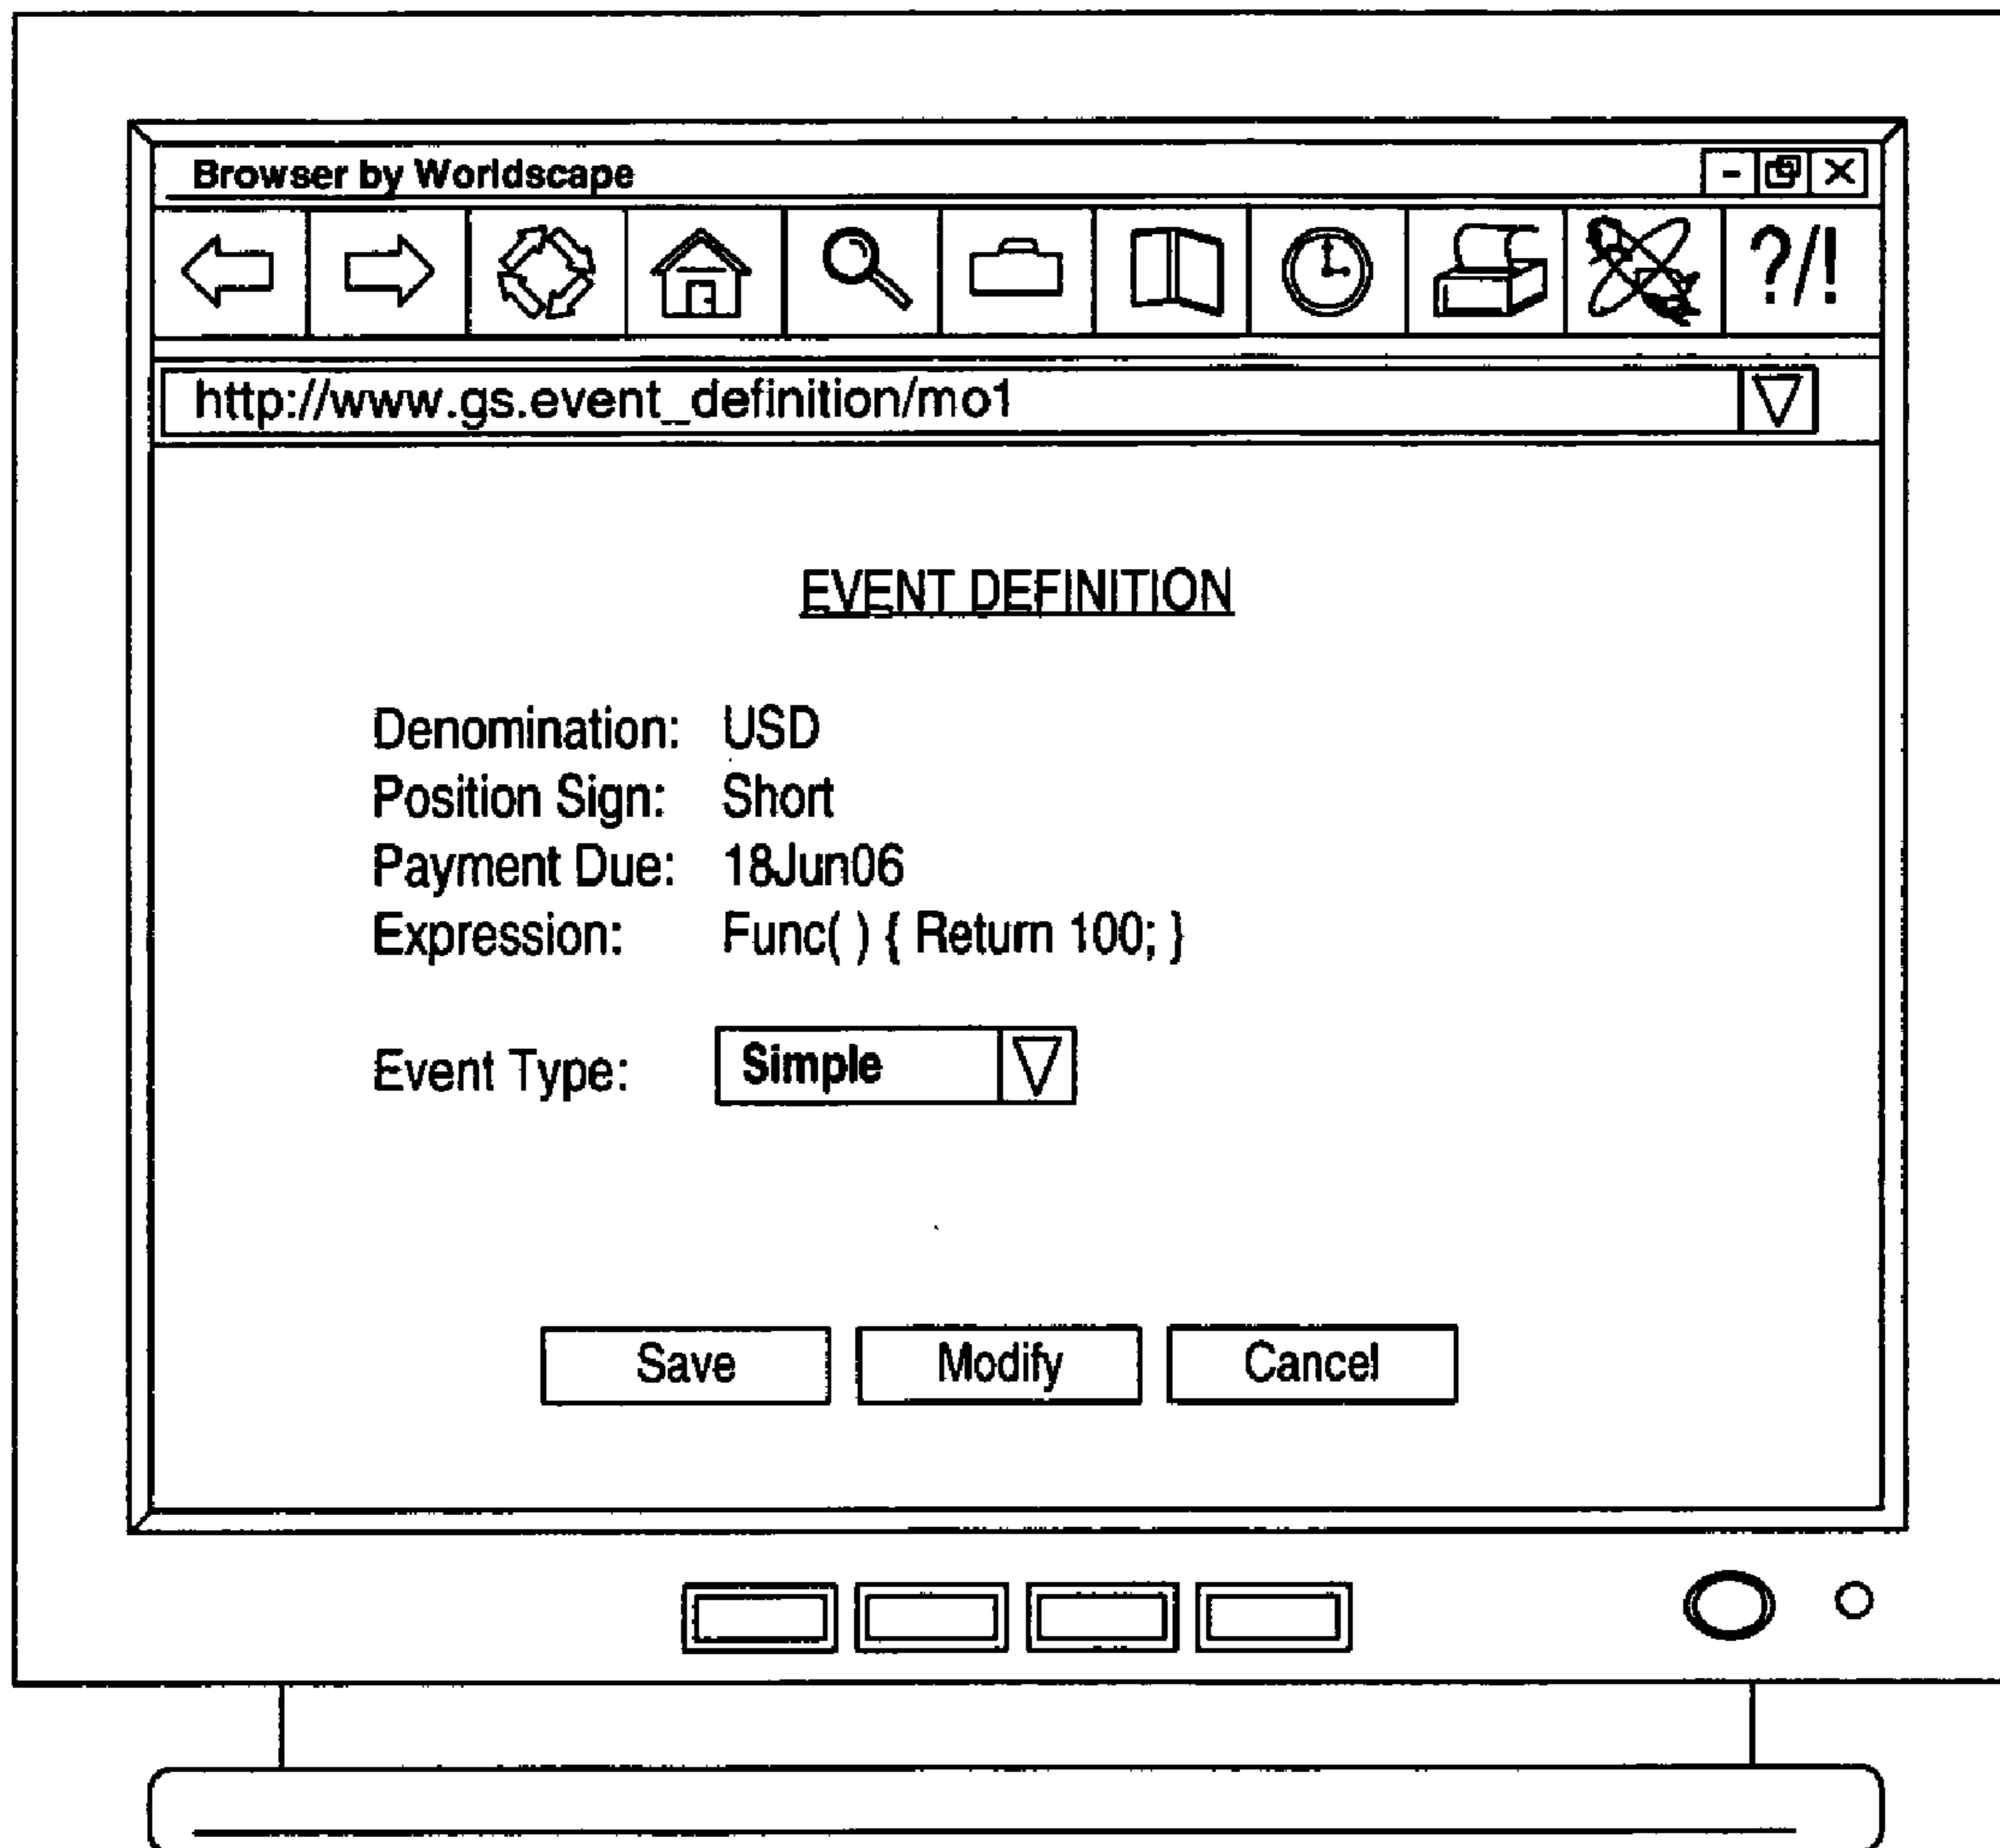 Browser by Worldscape
?/!
http://www.gs.event_definition/mo1
EVENT DEFINITION
Denomination: USD
Position Sign: Short
Payment Due: 18Jun06
Expression: Func( ) { Return 100; }
Event Type: Simple
Save Modify Cancel